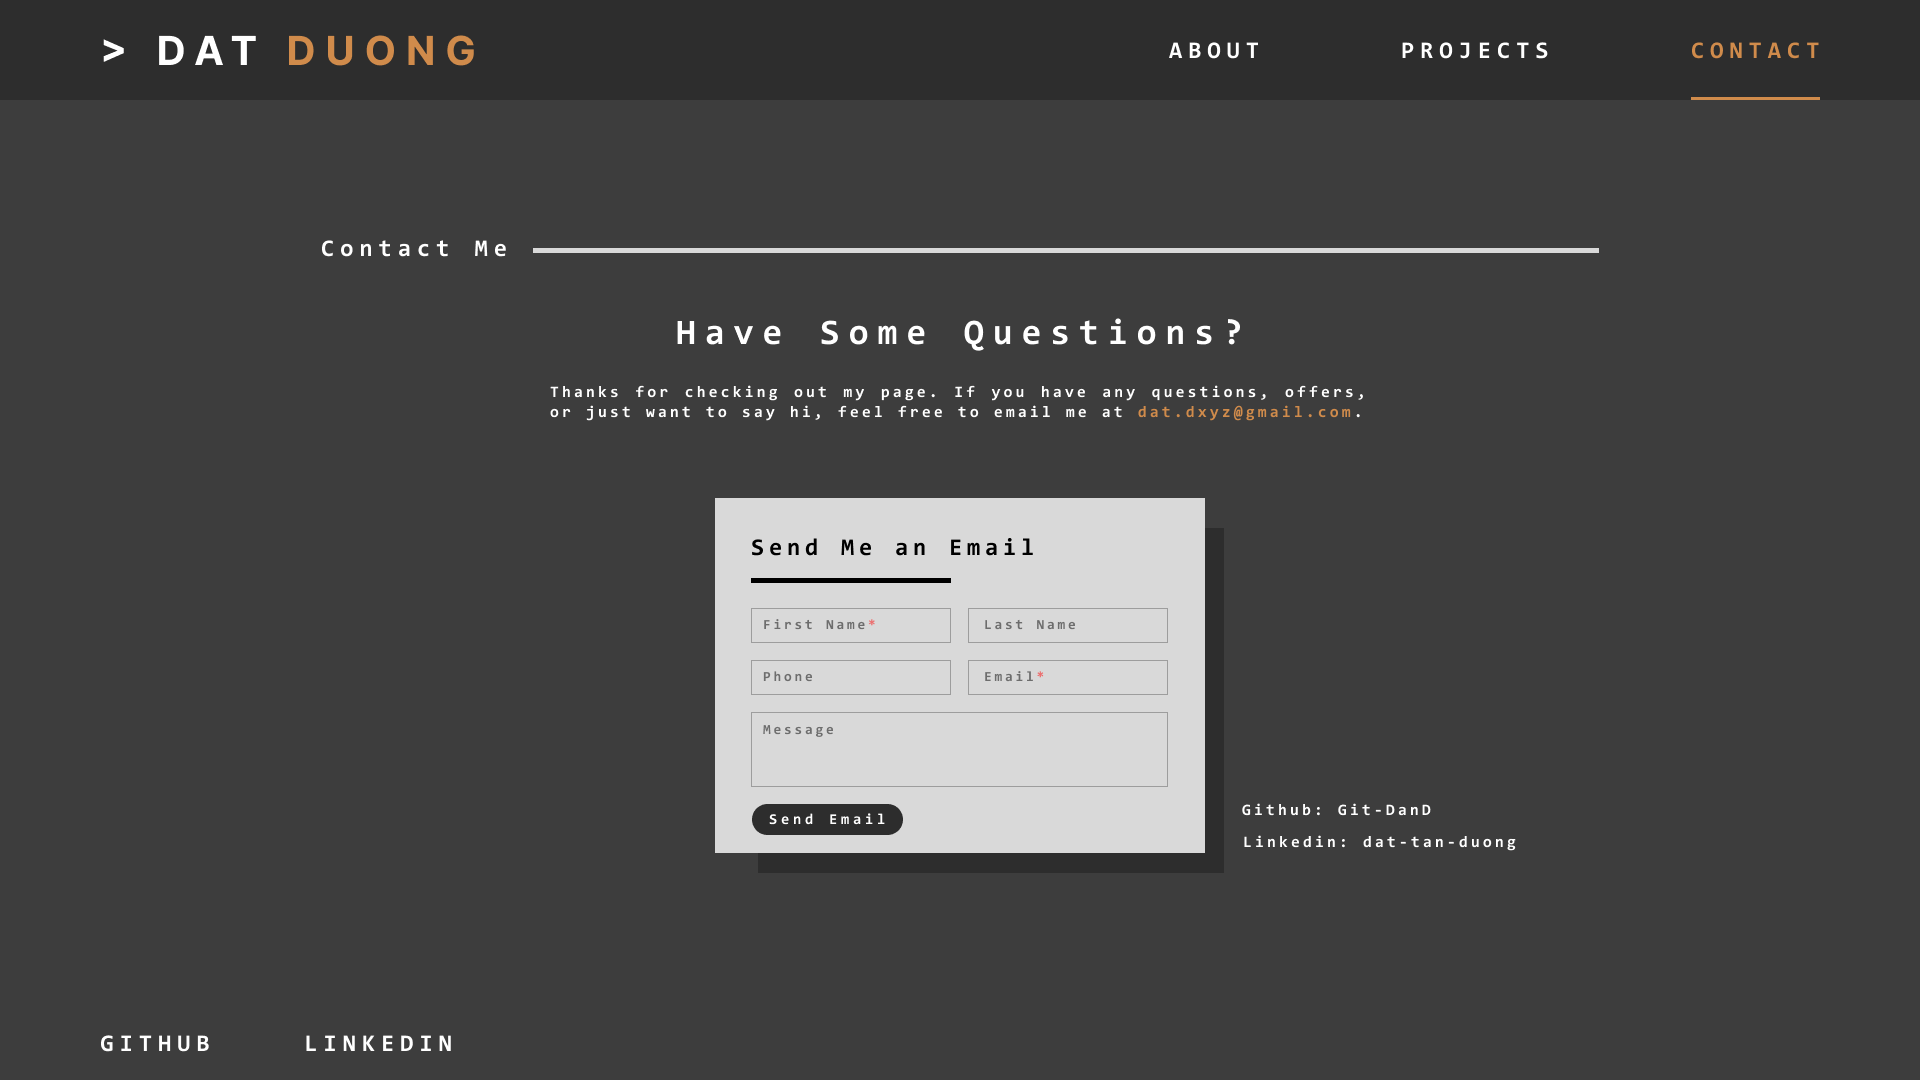 > DAT DUONG
ABOUT
PROJECTS
CONTACT
Contact Me
Have Some Questions?
Thanks for checking out my page. If you have any questions, offers,
or just want to say hi, feel free to email me at dat.dxyz@gmail.com.
Send Me an Email
First Name*
Last Name
Phone
Email*
Message
Send Email
Github: Git-DanD
Linkedin: dat-tan-duong
GITHUB
LINKEDIN